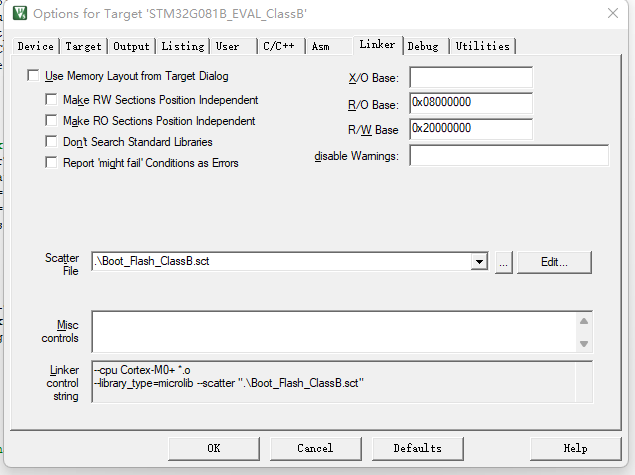 Options for Target 'STM32G081B_EVAL_ClassB'
Device | Target | Output | Listing | User | C/C++ | Asm | Linker | Debug | Utilities
Use Memory Layout from Target Dialog
Make RW Sections Position Independent
Make RO Sections Position Independent
Don't Search Standard Libraries
Report 'might fail' Conditions as Errors
X/O Base:
R/O Base: 0x08000000
R/W Base 0x20000000
disable Warnings:
Scatter
File
.\Boot_Flash_ClassB.sct
...
Edit...
Misc
controls
Linker
control
string
--cpu Cortex-M0+ *.o
--library_type=microlib --scatter ".\Boot_Flash_ClassB.sct"
OK
Cancel
Defaults
Help